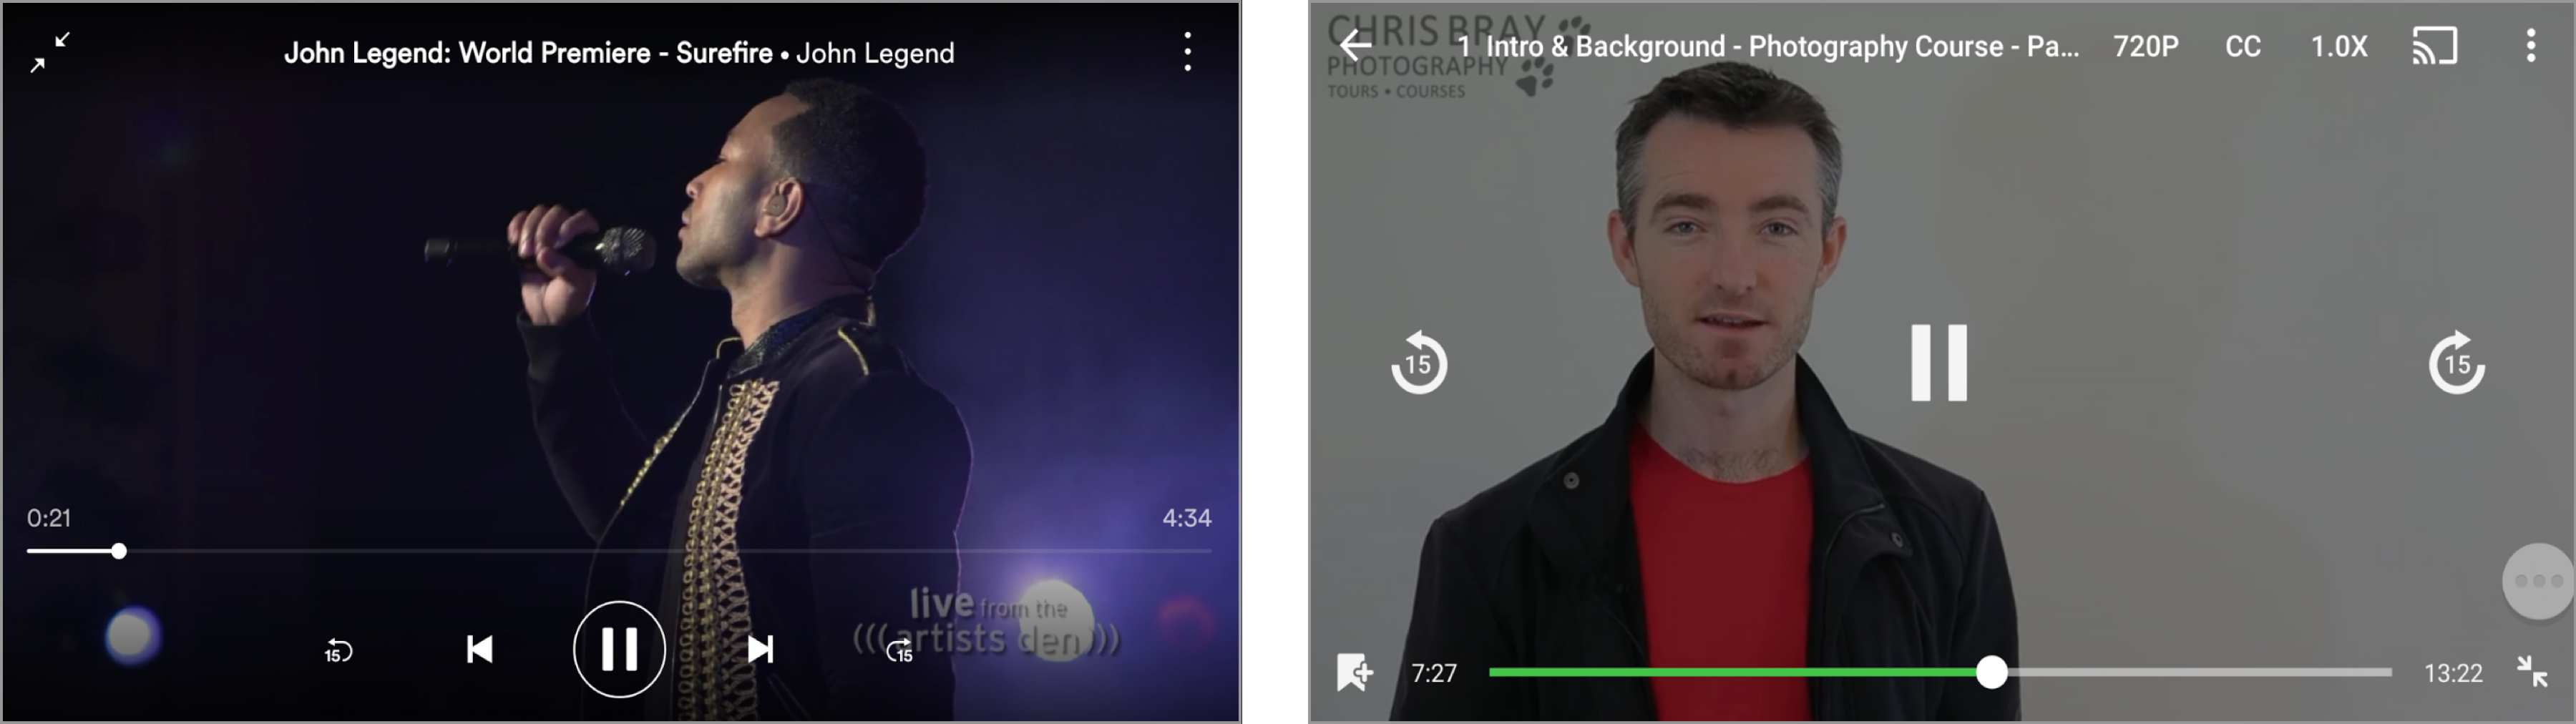 John Legend: World Premiere - Surefire • John Legend
0:21
4:34
live from the
(((artists den)))
15
15
CHRIS BRAY
PHOTOGRAPHY
TOURS • COURSES
1 Intro & Background - Photography Course - Pa... 720P CC 1.0X
15
15
7:27
13:22